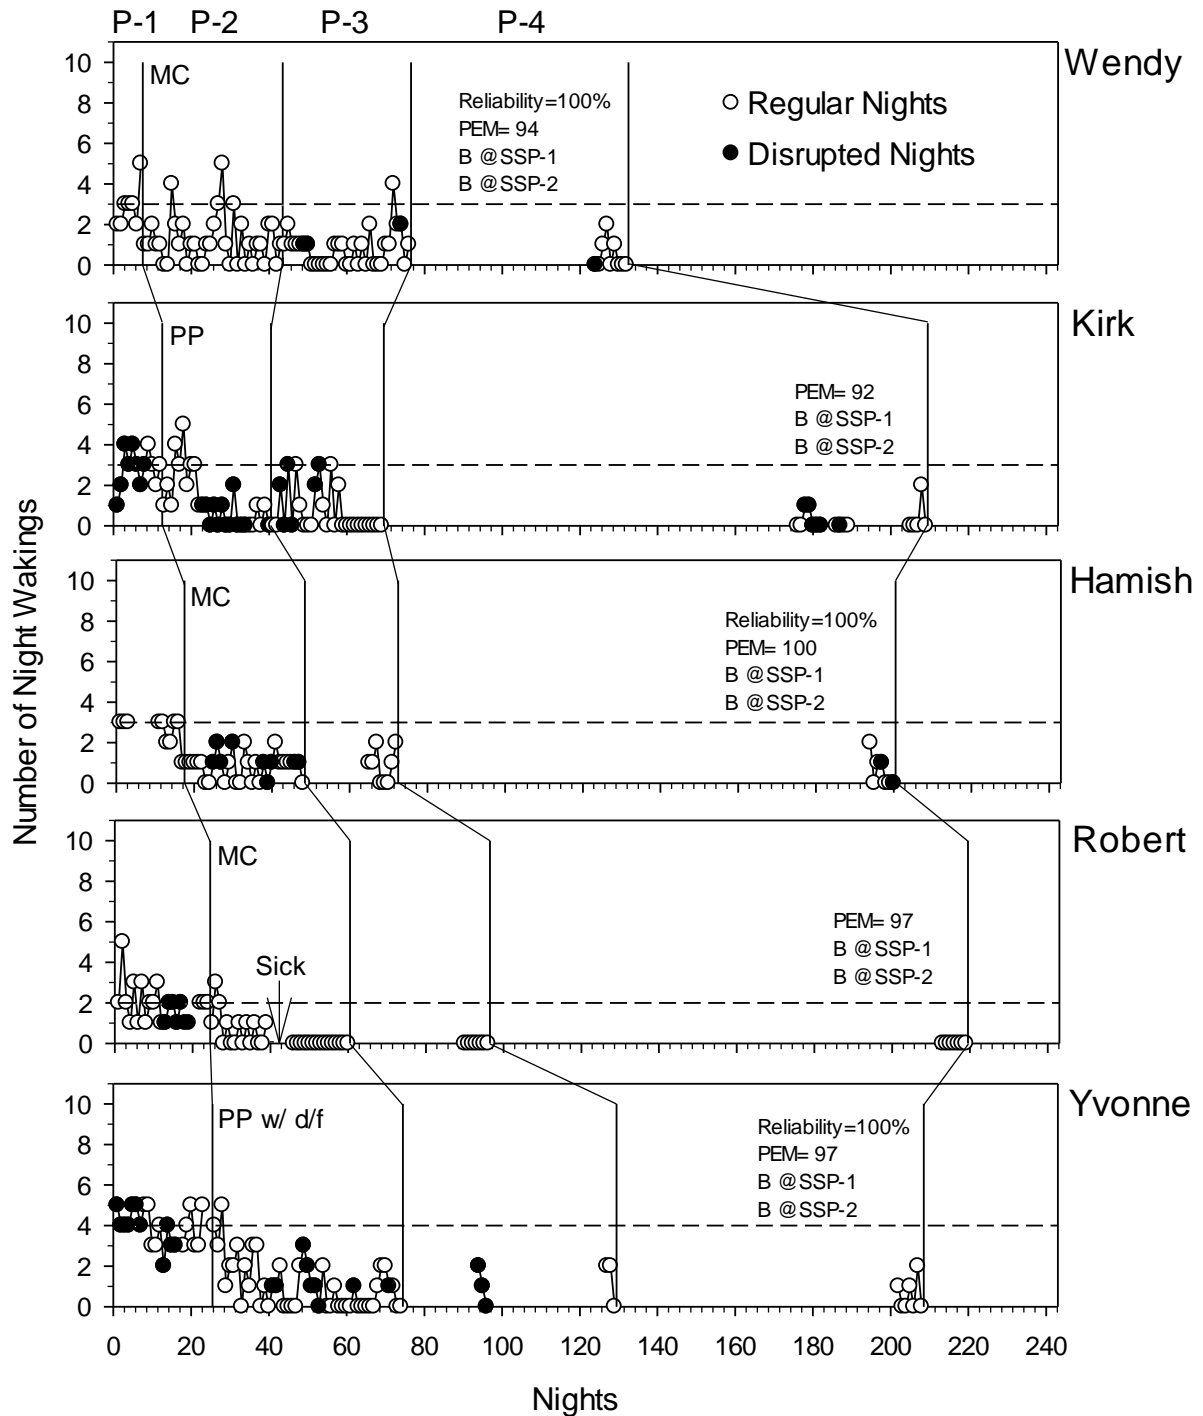 P-1 P-2 P-3 P-4
Wendy
10
8
6
4
2
0
MC
Reliability=100%
PEM= 94
B @SSP-1
B @SSP-2
Regular Nights
Disrupted Nights
Kirk
10
8
6
4
2
0
PP
PEM= 92
B @SSP-1
B @SSP-2
Number of Night Wakings
Hamish
10
8
6
4
2
0
MC
Reliability=100%
PEM= 100
B @SSP-1
B @SSP-2
Robert
10
8
6
4
2
0
MC
Sick
PEM= 97
B @SSP-1
B @SSP-2
Yvonne
10
8
6
4
2
0
PP w/ d/f
Reliability=100%
PEM= 97
B @SSP-1
B @SSP-2
0 20 40 60 80 100 120 140 160 180 200 220 240
Nights